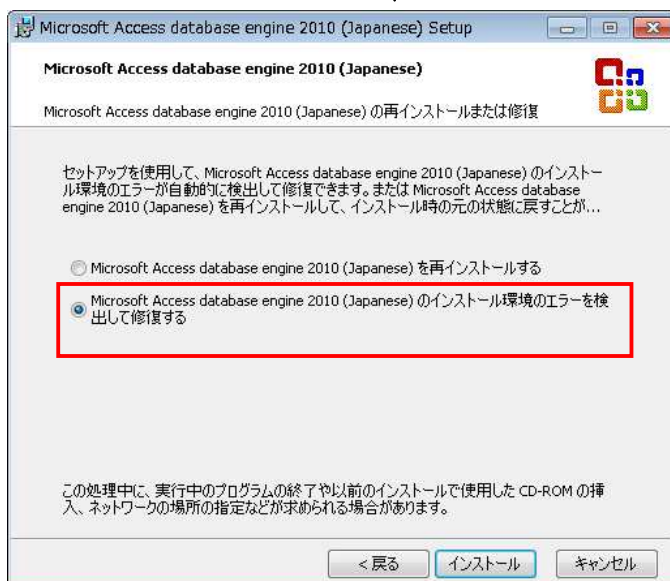 Microsoft Access database engine 2010 (Japanese) Setup
Microsoft Access database engine 2010 (Japanese)
Microsoft Access database engine 2010 (Japanese) の再インストールまたは修復
セットアップを使用して、Microsoft Access database engine 2010 (Japanese) のインストー
ル環境のエラーが自動的に検出して修復できます。または Microsoft Access database
engine 2010 (Japanese) を再インストールして、インストール時の元の状態に戻すことが...
Microsoft Access database engine 2010 (Japanese) を再インストールする
Microsoft Access database engine 2010 (Japanese) のインストール環境のエラーを検
出して修復する
この処理中に、実行中のプログラムの終了や以前のインストールで使用した CD-ROM の挿
入、ネットワークの場所の指定などが求められる場合があります。
< 戻る インストール キャンセル